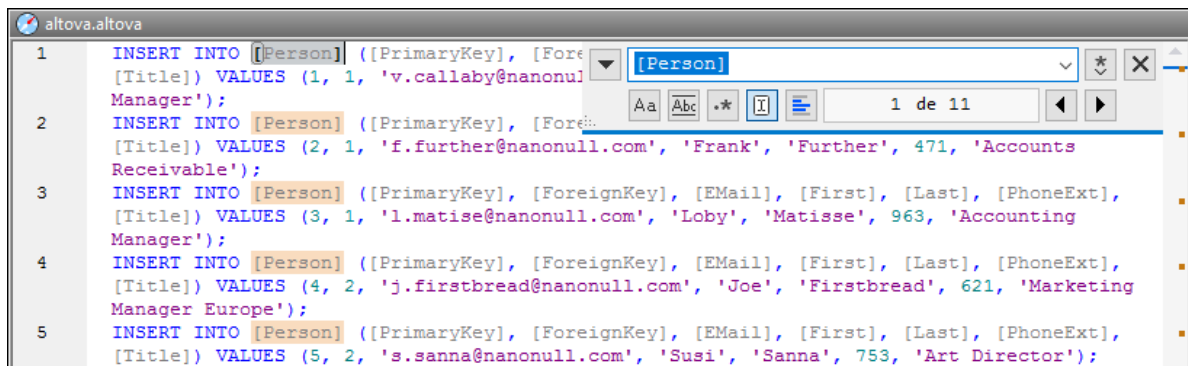 altova.altova
1 INSERT INTO [Person] ([PrimaryKey], [Fore
[Title]) VALUES (1, 1, 'v.callaby@nanonul
Manager');
[Person]
Aa Abc .* 1 de 11
2 INSERT INTO [Person] ([PrimaryKey], [Fore
[Title]) VALUES (2, 1, 'f.further@nanonull.com', 'Frank', 'Further', 471, 'Accounts
Receivable');
3 INSERT INTO [Person] ([PrimaryKey], [ForeignKey], [EMail], [First], [Last], [PhoneExt],
[Title]) VALUES (3, 1, 'l.matise@nanonull.com', 'Loby', 'Matisse', 963, 'Accounting
Manager');
4 INSERT INTO [Person] ([PrimaryKey], [ForeignKey], [EMail], [First], [Last], [PhoneExt],
[Title]) VALUES (4, 2, 'j.firstbread@nanonull.com', 'Joe', 'Firstbread', 621, 'Marketing
Manager Europe');
5 INSERT INTO [Person] ([PrimaryKey], [ForeignKey], [EMail], [First], [Last], [PhoneExt],
[Title]) VALUES (5, 2, 's.sanna@nanonull.com', 'Susi', 'Sanna', 753, 'Art Director');